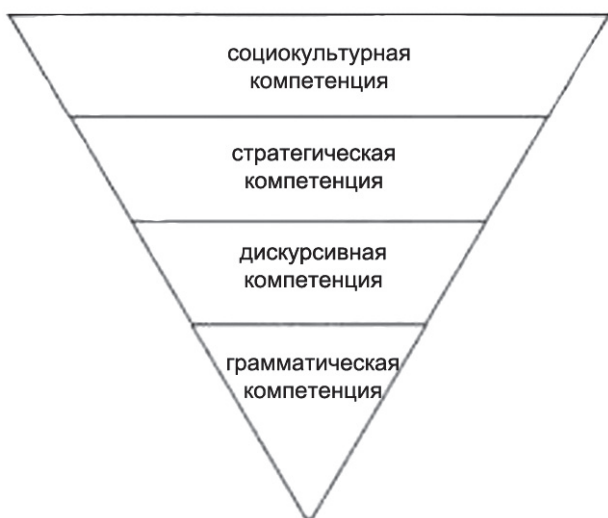 социокультурная
компетенция
стратегическая
компетенция
дискурсивная
компетенция
грамматическая
компетенция